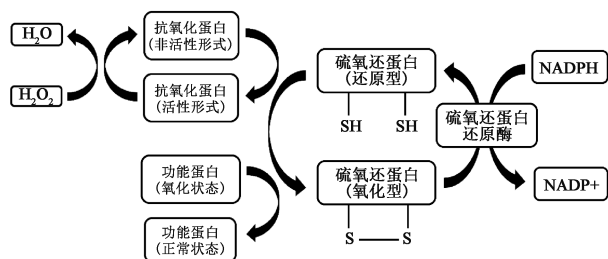 H₂O
H₂O₂
抗氧化蛋白
(非活性形式)
抗氧化蛋白
(活性形式)
功能蛋白
(氧化状态)
功能蛋白
(正常状态)
硫氧还蛋白
(还原型)
SH
SH
硫氧还蛋白
(氧化型)
S
S
NADPH
硫氧还蛋白
还原酶
NADP+